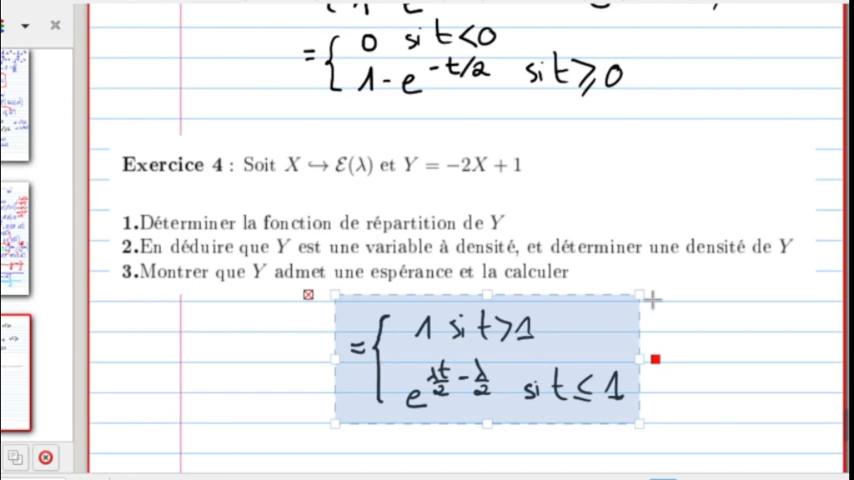 = { 0 si t<0
1 - e^{-t/2} si t ⩾ 0
Exercice 4 : Soit X ↪ ℰ(λ) et Y = −2X + 1
1.Déterminer la fonction de répartition de Y
2.En déduire que Y est une variable à densité, et déterminer une densité de Y
3.Montrer que Y admet une espérance et la calculer
= { 1 si t>1
e^{λt/2 - λ/2} si t ≤ 1